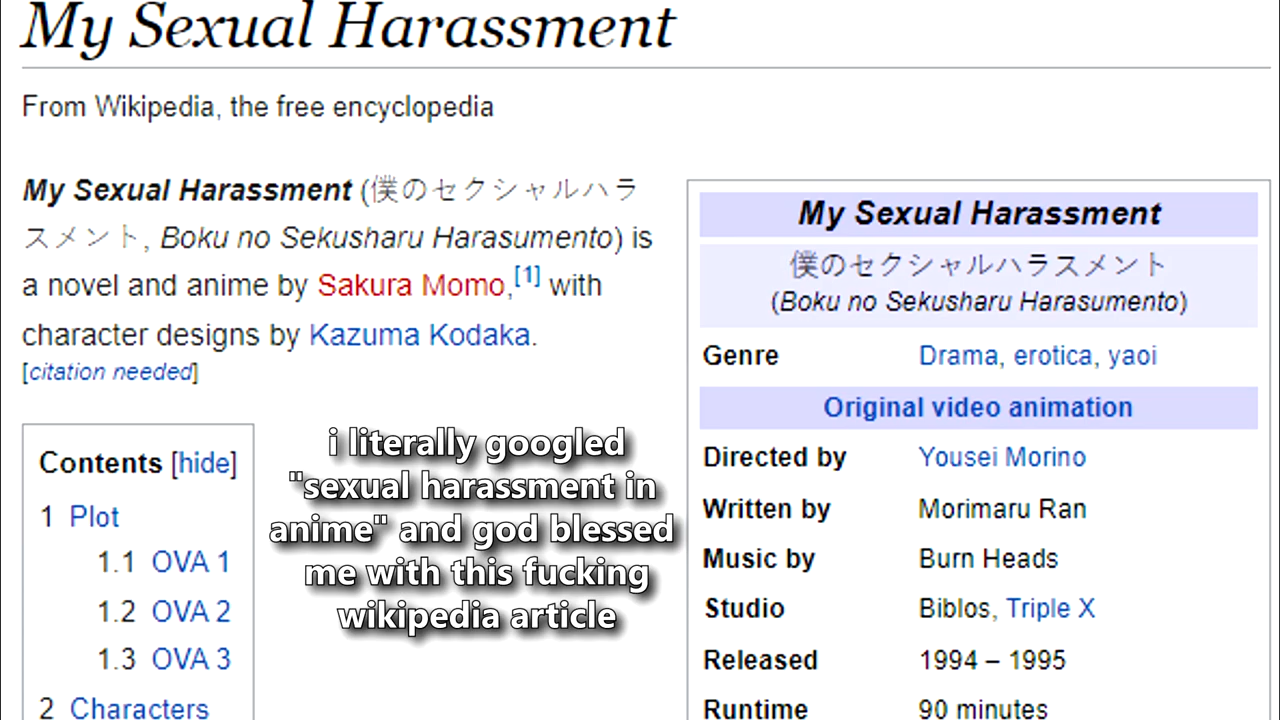 My Sexual Harassment
From Wikipedia, the free encyclopedia
My Sexual Harassment (僕のセクシャルハラ
スメント, Boku no Sekusharu Harasumento) is
a novel and anime by Sakura Momo,[1] with
character designs by Kazuma Kodaka.
[citation needed]
Contents [hide]
1 Plot
1.1 OVA 1
1.2 OVA 2
1.3 OVA 3
2 Characters
i literally googled
"sexual harassment in
anime" and god blessed
me with this fucking
wikipedia article
My Sexual Harassment
僕のセクシャルハラスメント
(Boku no Sekusharu Harasumento)
Genre Drama, erotica, yaoi
Original video animation
Directed by Yousei Morino
Written by Morimaru Ran
Music by Burn Heads
Studio Biblos, Triple X
Released 1994 – 1995
Runtime 90 minutes